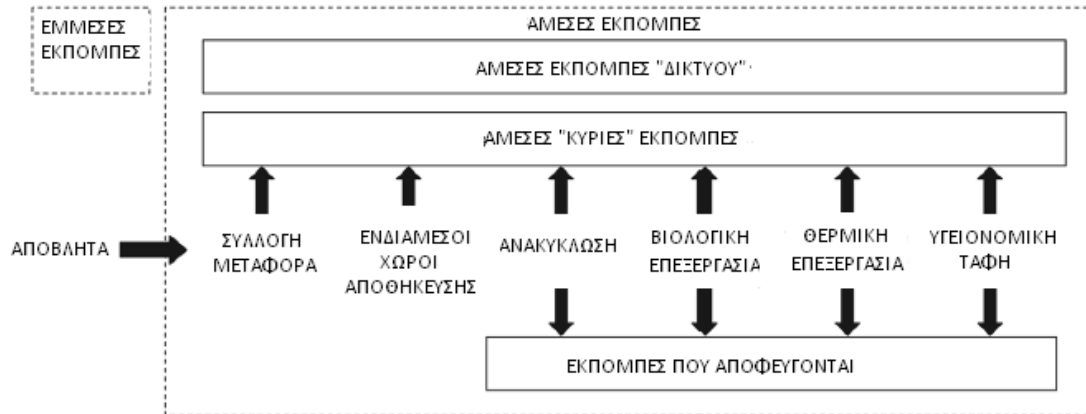 ΕΜΜΕΣΕΣ
ΕΚΠΟΜΠΕΣ
ΑΜΕΣΕΣ ΕΚΠΟΜΠΕΣ
ΑΜΕΣΕΣ ΕΚΠΟΜΠΕΣ "ΔΙΚΤΥΟΥ"
ΑΜΕΣΕΣ "ΚΥΡΙΕΣ" ΕΚΠΟΜΠΕΣ
ΑΠΟΒΛΗΤΑ
ΣΥΛΛΟΓΗ
ΜΕΤΑΦΟΡΑ
ΕΝΔΙΑΜΕΣΟΙ
ΧΩΡΟΙ
ΑΠΟΘΗΚΕΥΣΗΣ
ΑΝΑΚΥΚΛΩΣΗ
ΒΙΟΛΟΓΙΚΗ
ΕΠΕΞΕΡΓΑΣΙΑ
ΘΕΡΜΙΚΗ
ΕΠΕΞΕΡΓΑΣΙΑ
ΥΓΕΙΟΝΟΜΙΚΗ
ΤΑΦΗ
ΕΚΠΟΜΠΕΣ ΠΟΥ ΑΠΟΦΕΥΓΟΝΤΑΙ